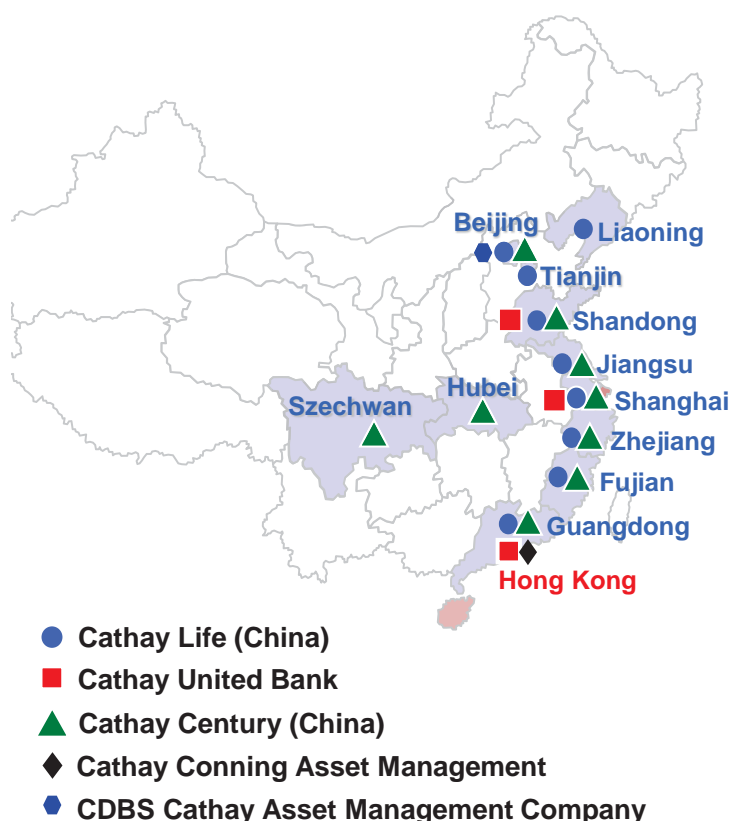 Beijing
Liaoning
Tianjin
Shandong
Jiangsu
Hubei
Szechwan
Shanghai
Zhejiang
Fujian
Guangdong
Hong Kong
Cathay Life (China)
Cathay United Bank
Cathay Century (China)
Cathay Conning Asset Management
CDBS Cathay Asset Management Company